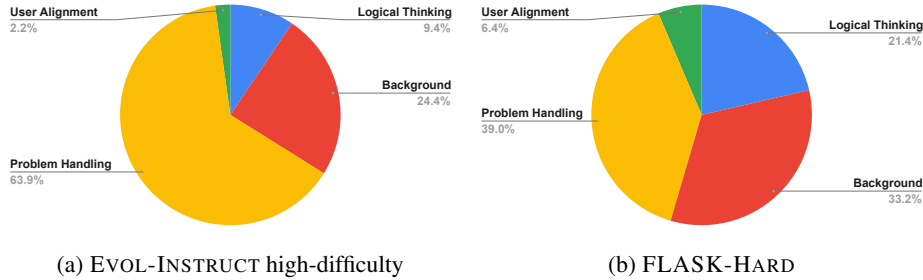 User Alignment
2.2%
Logical Thinking
9.4%
Background
24.4%
Problem Handling
63.9%
(a) EVOL-INSTRUCT high-difficulty
User Alignment
6.4%
Logical Thinking
21.4%
Problem Handling
39.0%
Background
33.2%
(b) FLASK-HARD